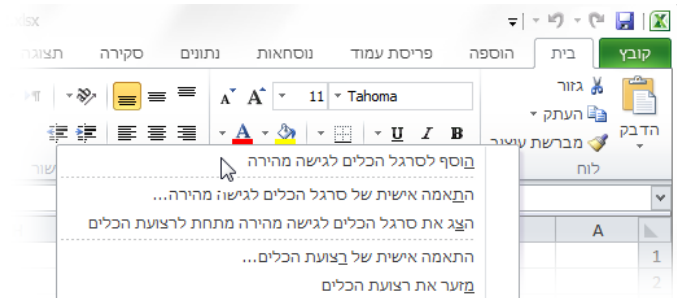 dsx
קובץ בית הוספה פריסת עמוד נוסחאות נתונים סקירה תצוגה
הדבק
גזור
העתק
מברשת עיצוב
לוח
Tahoma 11 A A
B I U A
הוסף לסרגל הכלים לגישה מהירה
התאמה אישית של סרגל הכלים לגישה מהירה...
הצג את סרגל הכלים לגישה מהירה מתחת לרצועת הכלים
התאמה אישית של רצועת הכלים...
מזער את רצועת הכלים
A
1
2